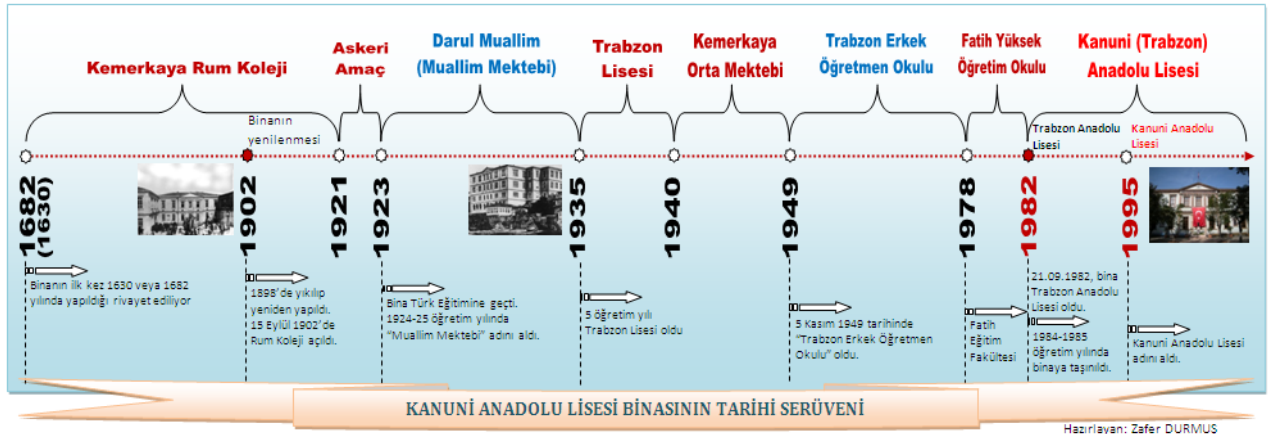 Kemerkaya Rum Koleji
Askeri
Amaç
Darul Muallim
(Muallim Mektebi)
Trabzon
Lisesi
Kemerkaya
Orta Mektebi
Trabzon Erkek
Öğretmen Okulu
Fatih Yüksek
Öğretim Okulu
Kanuni (Trabzon)
Anadolu Lisesi
Binanın
yenilenmesi
Trabzon Anadolu
Lisesi
Kanuni Anadolu
Lisesi
1682
(1630)
1902
1921
1923
1935
1940
1949
1978
1982
1995
Binanın ilk kez 1630 veya 1682
yılında yapıldığı rivayet ediliyor
1898’de yıkılıp
yeniden yapıldı.
15 Eylül 1902’de
Rum Koleji açıldı.
Bina Türk Eğitimine geçti.
1924-25 öğretim yılında
“Muallim Mektebi” adını aldı.
5 öğretim yılı
Trabzon Lisesi oldu
5 Kasım 1949 tarihinde
“Trabzon Erkek Öğretmen
Okulu” oldu.
Fatih
Eğitim
Fakültesi
21.09.1982, bina
Trabzon Anadolu
Lisesi oldu.
1984-1985
öğretim yılında
binaya taşınıldı.
Kanuni Anadolu Lisesi
adını aldı.
KANUNİ ANADOLU LİSESİ BİNASININ TARİHİ SERÜVENİ
Hazırlayan: Zafer DURMUŞ